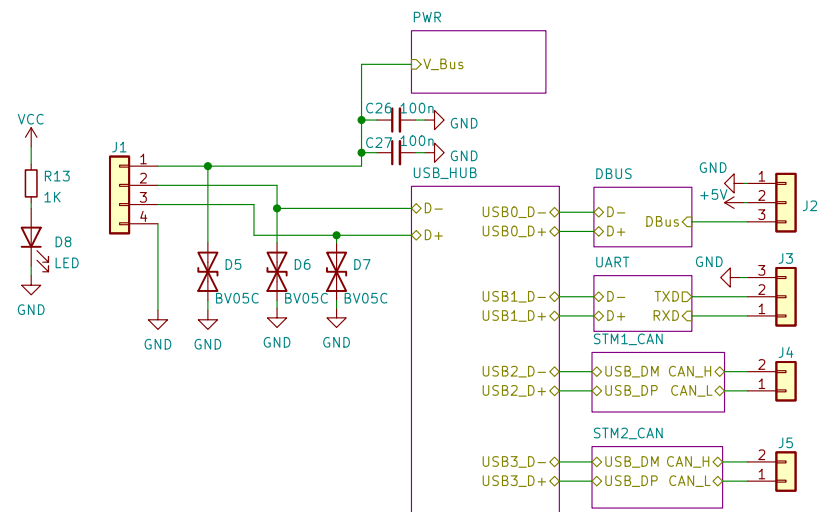 PWR
V_Bus
C26 100n
GND
C27 100n
GND
VCC
R13
1K
D8
LED
GND
J1
1
2
3
4
GND
D5
BV05C
GND
D6
BV05C
GND
D7
BV05C
GND
USB_HUB
D-
D+
USB0_D-
USB0_D+
USB1_D-
USB1_D+
USB2_D-
USB2_D+
USB3_D-
USB3_D+
DBUS
D-
D+
DBus
GND
+5V
1
2
3
J2
UART
D-
D+
TXD
RXD
GND
J3
3
2
1
STM1_CAN
USB_DM CAN_H
USB_DP CAN_L
J4
2
1
STM2_CAN
USB_DM CAN_H
USB_DP CAN_L
J5
2
1